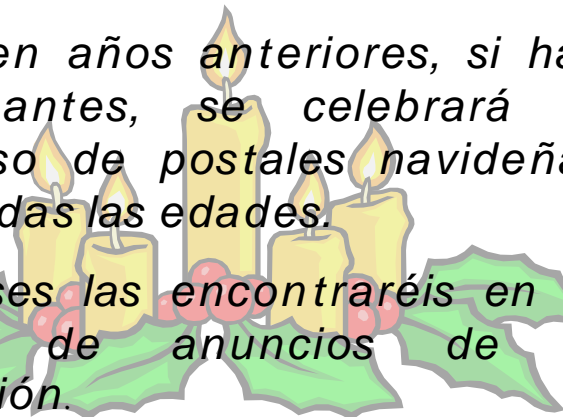 en años anteriores, si ha
antes, se celebrará
so de postales navideña
das las edades.
ses las encontraréis en
de anuncios de
ión.